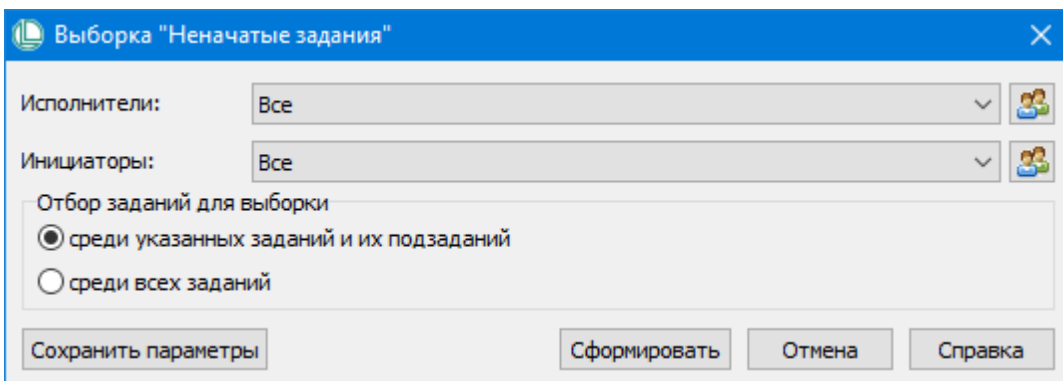 Выборка "Неначатые задания"
Исполнители: Все
Инициаторы: Все
Отбор заданий для выборки
среди указанных заданий и их подзаданий
среди всех заданий
Сохранить параметры Сформировать Отмена Справка